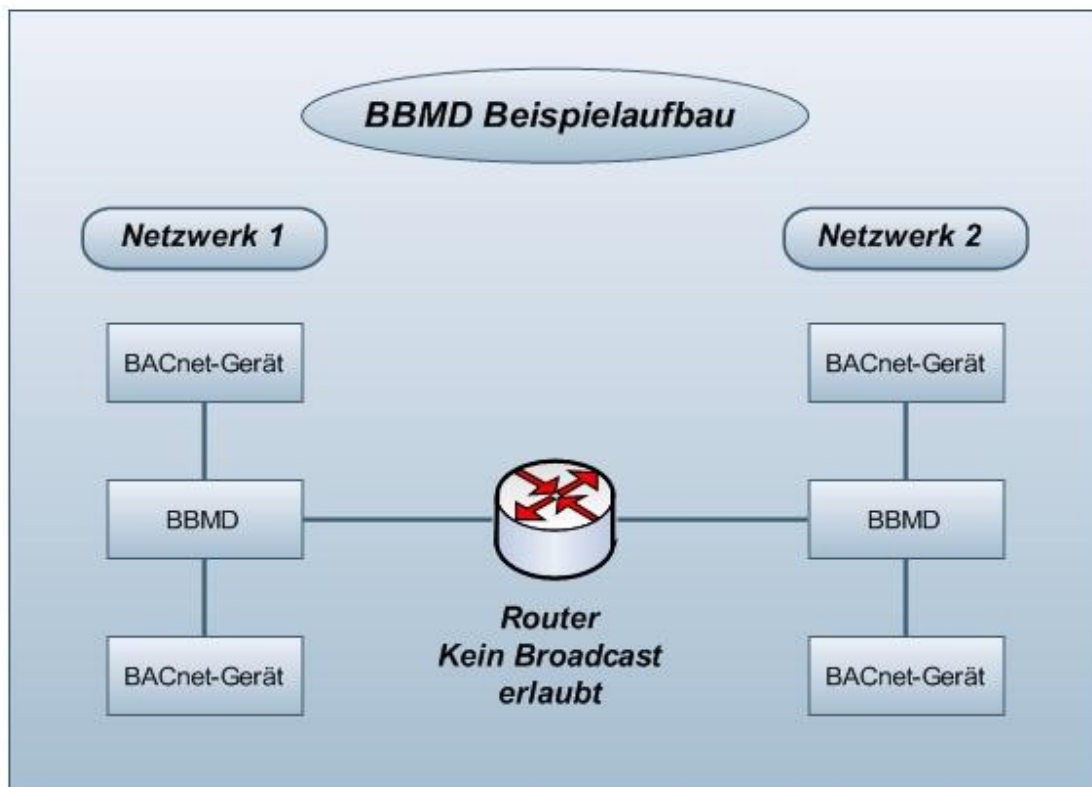 BBMD Beispielaufbau
Netzwerk 1
Netzwerk 2
BACnet-Gerät
BACnet-Gerät
BBMD
BBMD
Router
Kein Broadcast
erlaubt
BACnet-Gerät
BACnet-Gerät